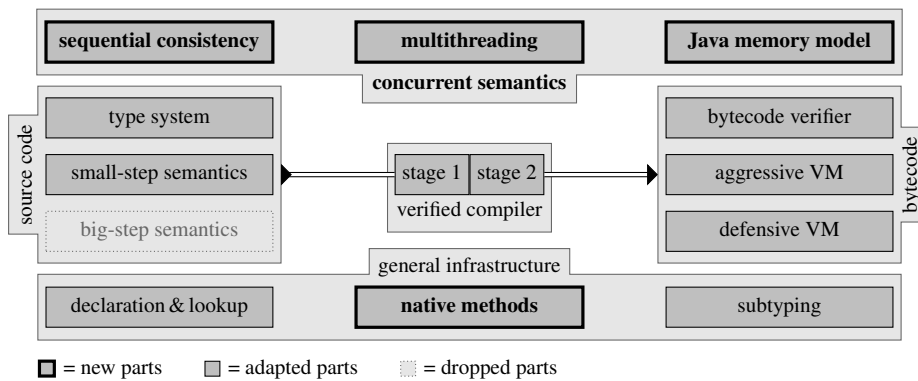 sequential consistency
multithreading
Java memory model
concurrent semantics
source code
type system
small-step semantics
big-step semantics
stage 1
stage 2
verified compiler
bytecode verifier
aggressive VM
defensive VM
bytecode
general infrastructure
declaration & lookup
native methods
subtyping
= new parts
= adapted parts
= dropped parts